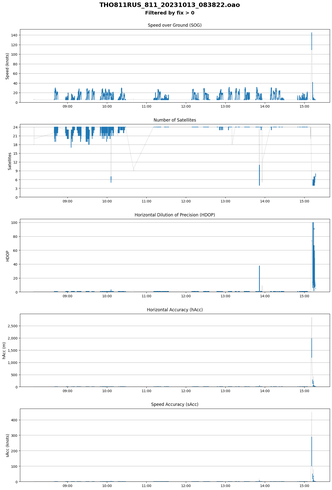 THO811RUS_811_20231013_083822.oao
Filtered by fix > 0
Speed over Ground (SOG)
Speed (knots)
140
120
100
80
60
40
20
0
09:00 10:00 11:00 12:00 13:00 14:00 15:00
Number of Satellites
Satellites
24
21
18
15
12
9
6
3
0
09:00 10:00 11:00 12:00 13:00 14:00 15:00
Horizontal Dilution of Precision (HDOP)
HDOP
100
80
60
40
20
0
09:00 10:00 11:00 12:00 13:00 14:00 15:00
Horizontal Accuracy (hAcc)
hAcc (m)
2,500
2,000
1,500
1,000
500
0
09:00 10:00 11:00 12:00 13:00 14:00 15:00
Speed Accuracy (sAcc)
sAcc (knots)
400
300
200
100
0
09:00 10:00 11:00 12:00 13:00 14:00 15:00